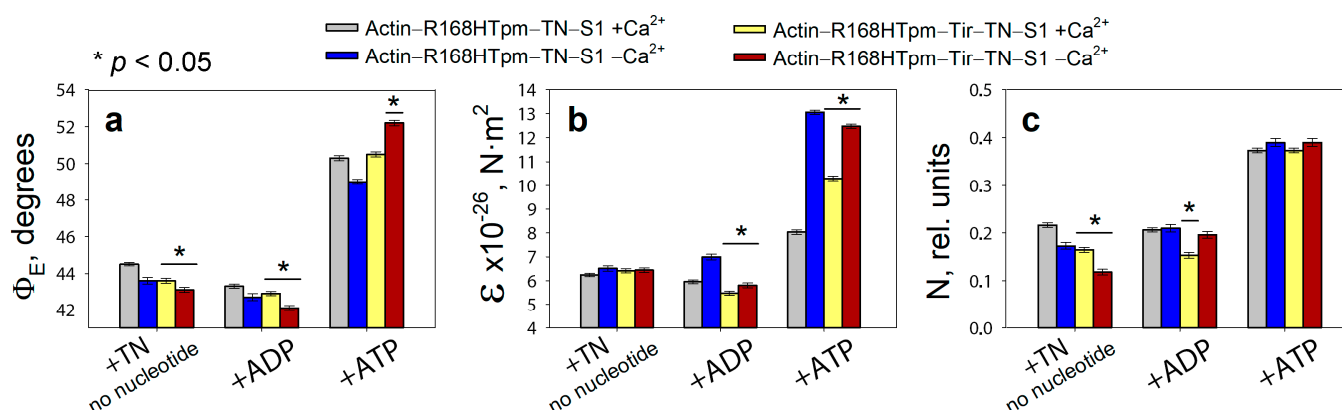 Actin–R168HTpm–TN–S1 +Ca²⁺
Actin–R168HTpm–Tir–TN–S1 +Ca²⁺
Actin–R168HTpm–TN–S1 –Ca²⁺
Actin–R168HTpm–Tir–TN–S1 –Ca²⁺
* p < 0.05
a
Φ_E, degrees
54
52
50
48
46
44
42
*
*
*
+TN
no nucleotide
+ADP
+ATP
b
ε x10⁻²⁶, N·m²
14
13
12
11
10
9
8
7
6
5
4
*
*
+TN
no nucleotide
+ADP
+ATP
c
N, rel. units
0.5
0.4
0.3
0.2
0.1
0.0
*
*
+TN
no nucleotide
+ADP
+ATP